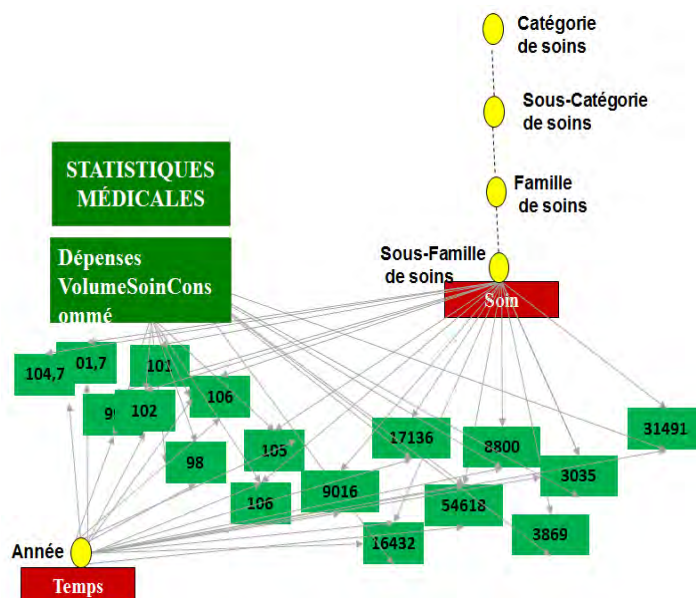 Catégorie
de soins
Sous-Catégorie
de soins
STATISTIQUES
MÉDICALES
Famille
de soins
Dépenses
VolumeSoinCons
ommé
Sous-Famille
de soins
Soin
104,7
01,7
101
102
106
98
105
106
17136
8800
31491
9016
54618
3035
16432
3869
Année
Temps